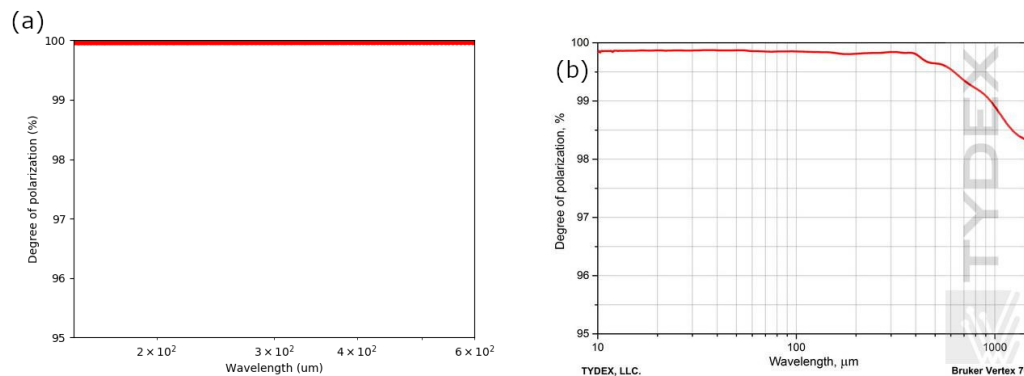 (a)
100
99
98
97
96
95
Degree of polarization (%)
2 × 10²
3 × 10²
4 × 10²
6 × 10²
Wavelength (um)
(b)
100
99
98
97
96
95
Degree of polarization, %
10
100
1000
Wavelength, μm
TYDEX, LLC.
Bruker Vertex 7
TYDEX